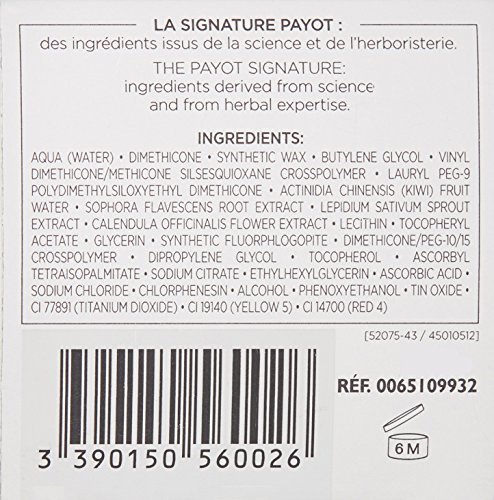 LA SIGNATURE PAYOT :
des ingrédients issus de la science et de l'herboristerie.
THE PAYOT SIGNATURE:
ingredients derived from science
and from herbal expertise.
INGREDIENTS:
AQUA (WATER) • DIMETHICONE • SYNTHETIC WAX • BUTYLENE GLYCOL • VINYL
DIMETHICONE/METHICONE SILSESQUIOXANE CROSSPOLYMER • LAURYL PEG-9
POLYDIMETHYLSILOXYETHYL DIMETHICONE • ACTINIDIA CHINENSIS (KIWI) FRUIT
WATER • SOPHORA FLAVESCENS ROOT EXTRACT • LEPIDIUM SATIVUM SPROUT
EXTRACT • CALENDULA OFFICINALIS FLOWER EXTRACT • LECITHIN • TOCOPHERYL
ACETATE • GLYCERIN • SYNTHETIC FLUORPHLOGOPITE • DIMETHICONE/PEG-10/15
CROSSPOLYMER • DIPROPYLENE GLYCOL • TOCOPHEROL • ASCORBYL
TETRAISOPALMITATE • SODIUM CITRATE • ETHYLHEXYLGLYCERIN • ASCORBIC ACID •
SODIUM CHLORIDE • CHLORPHENESIN • ALCOHOL • PHENOXYETHANOL • TIN OXIDE •
CI 77891 (TITANIUM DIOXIDE) • CI 19140 (YELLOW 5) • CI 14700 (RED 4)
[52075-43 / 45010512]
RÉF. 0065109932
6 M
3 390150 560026